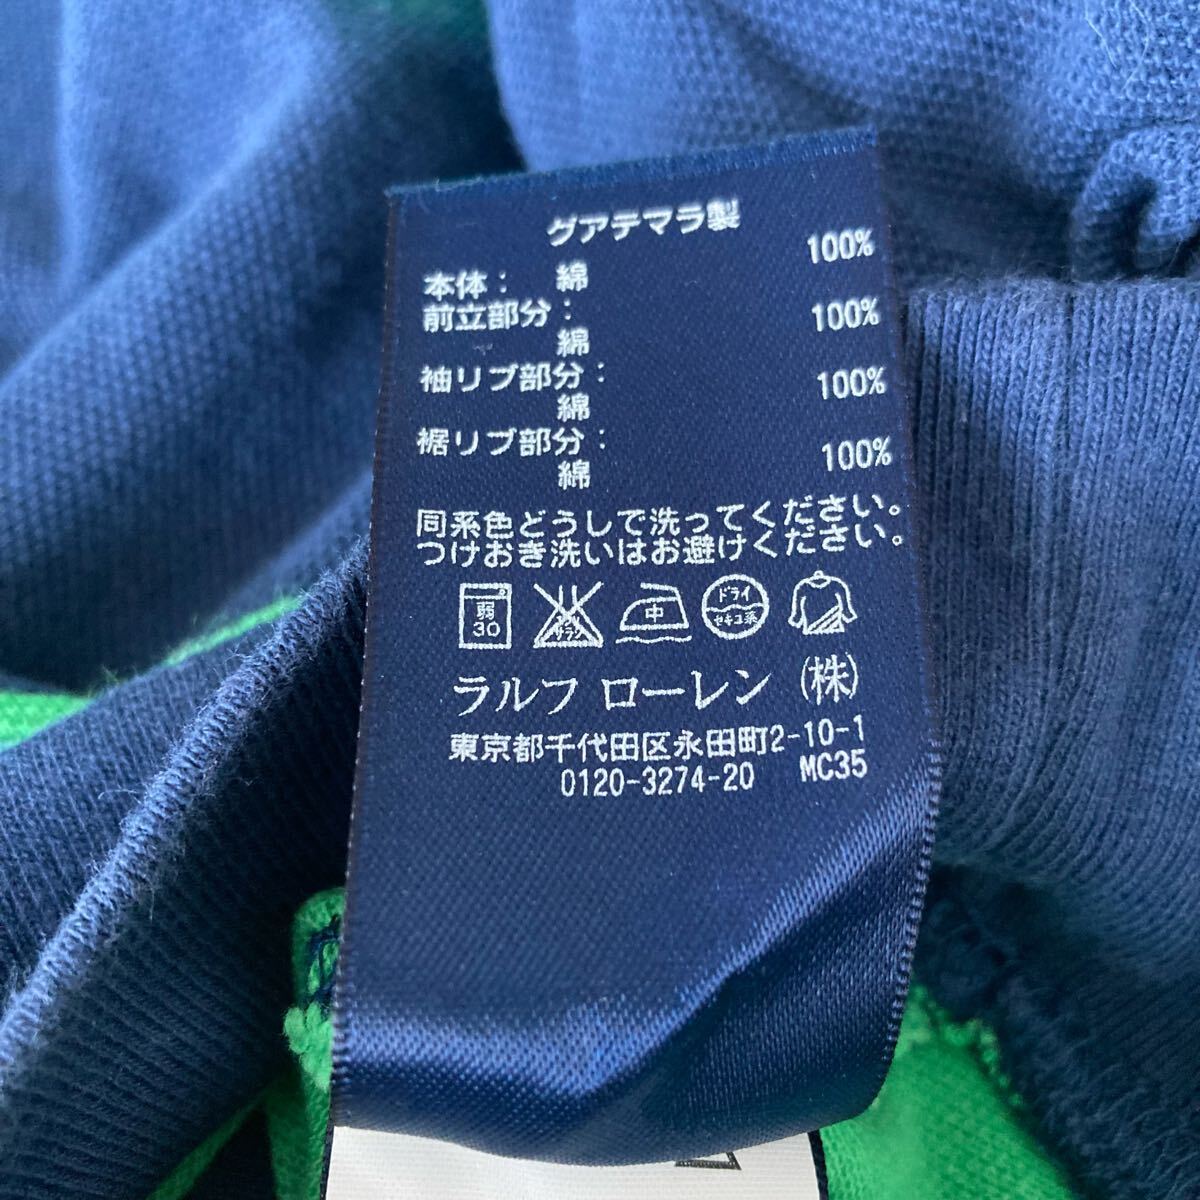 グアテマラ製
本体: 綿 100%
前立部分:
綿 100%
袖リブ部分:
綿 100%
裾リブ部分:
綿 100%
同系色どうしで洗ってください。
つけおき洗いはお避けください。
弱 中 ドライ
30 サラシ セキユ系
ラルフ ローレン (株)
東京都千代田区永田町2-10-1
0120-3274-20 MC35